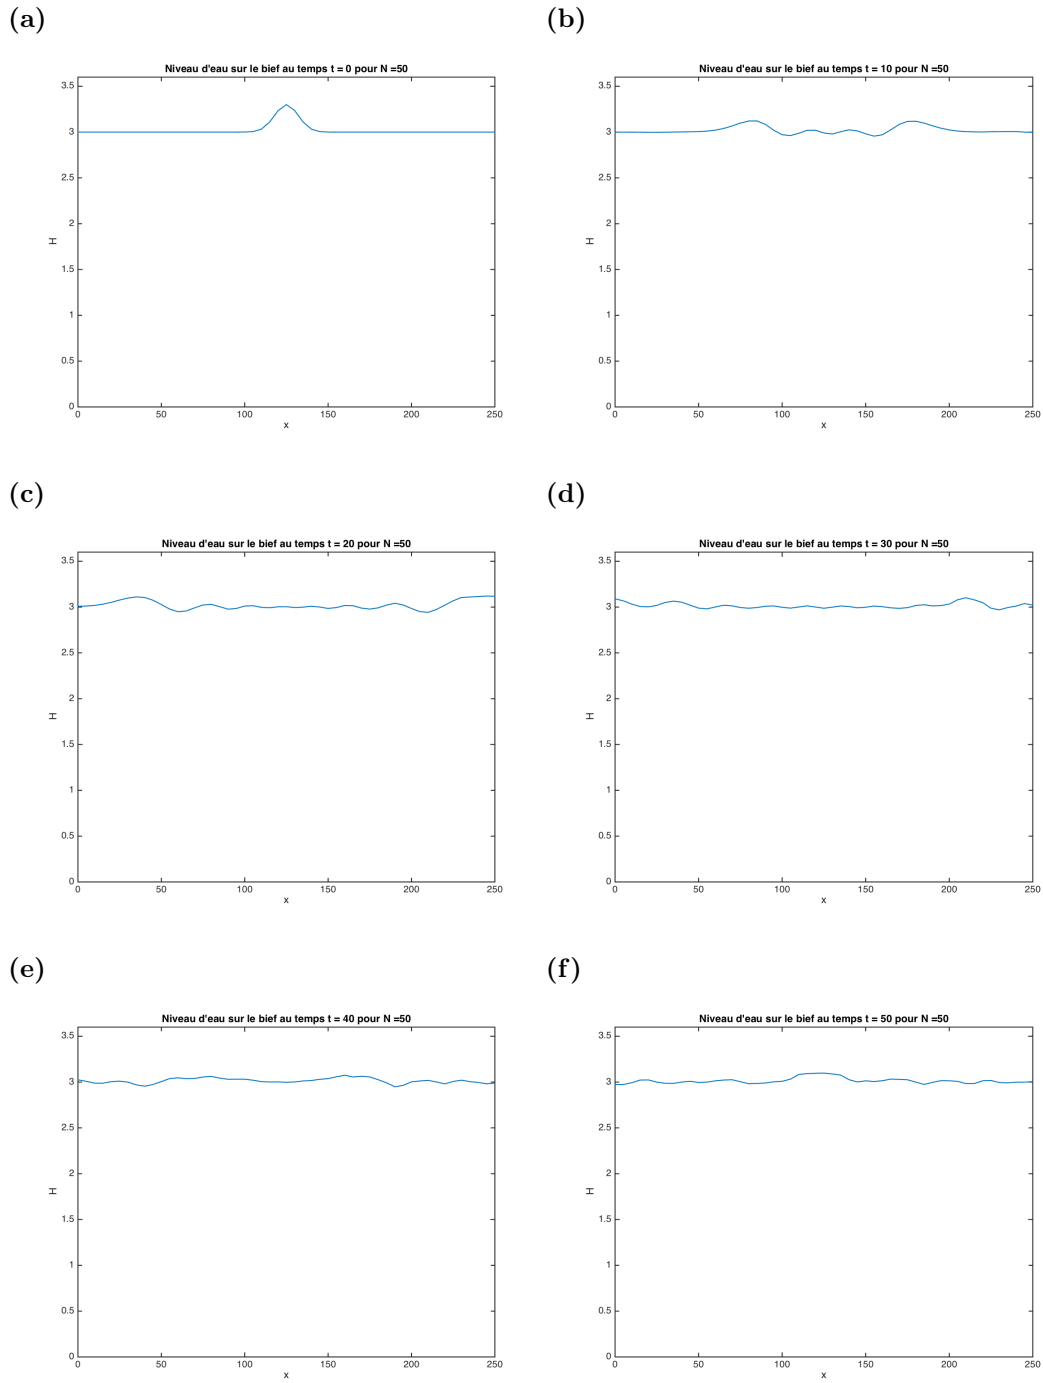 (a)
Niveau d'eau sur le bief au temps t = 0 pour N =50
3.5
3
2.5
2
1.5
1
0.5
0
H
0 50 100 150 200 250
x
(b)
Niveau d'eau sur le bief au temps t = 10 pour N =50
3.5
3
2.5
2
1.5
1
0.5
0
H
0 50 100 150 200 250
x
(c)
Niveau d'eau sur le bief au temps t = 20 pour N =50
3.5
3
2.5
2
1.5
1
0.5
0
H
0 50 100 150 200 250
x
(d)
Niveau d'eau sur le bief au temps t = 30 pour N =50
3.5
3
2.5
2
1.5
1
0.5
0
H
0 50 100 150 200 250
x
(e)
Niveau d'eau sur le bief au temps t = 40 pour N =50
3.5
3
2.5
2
1.5
1
0.5
0
H
0 50 100 150 200 250
x
(f)
Niveau d'eau sur le bief au temps t = 50 pour N =50
3.5
3
2.5
2
1.5
1
0.5
0
H
0 50 100 150 200 250
x